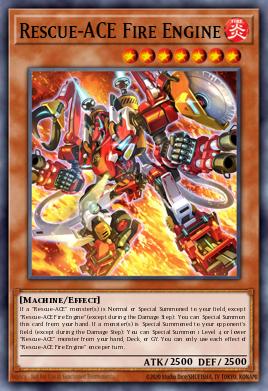 Rescue-ACE Fire Engine
FIRE
炎
[Machine/Effect]
If a "Rescue-ACE" monster(s) is Normal or Special Summoned to your field, except
"Rescue-ACE Fire Engine" (except during the Damage Step): You can Special Summon
this card from your hand. If a monster(s) is Special Summoned to your opponent's
field (except during the Damage Step): You can Special Summon 1 Level 4 or lower
"Rescue-ACE" monster from your hand, Deck, or GY. You can only use each effect of
"Rescue-ACE Fire Engine" once per turn.
ATK/2500 DEF/2500